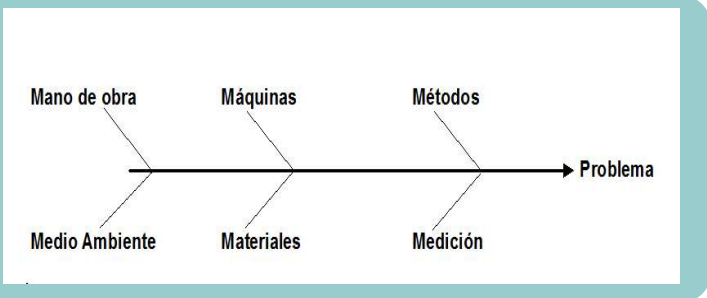 Mano de obra
Máquinas
Métodos
Problema
Medio Ambiente
Materiales
Medición